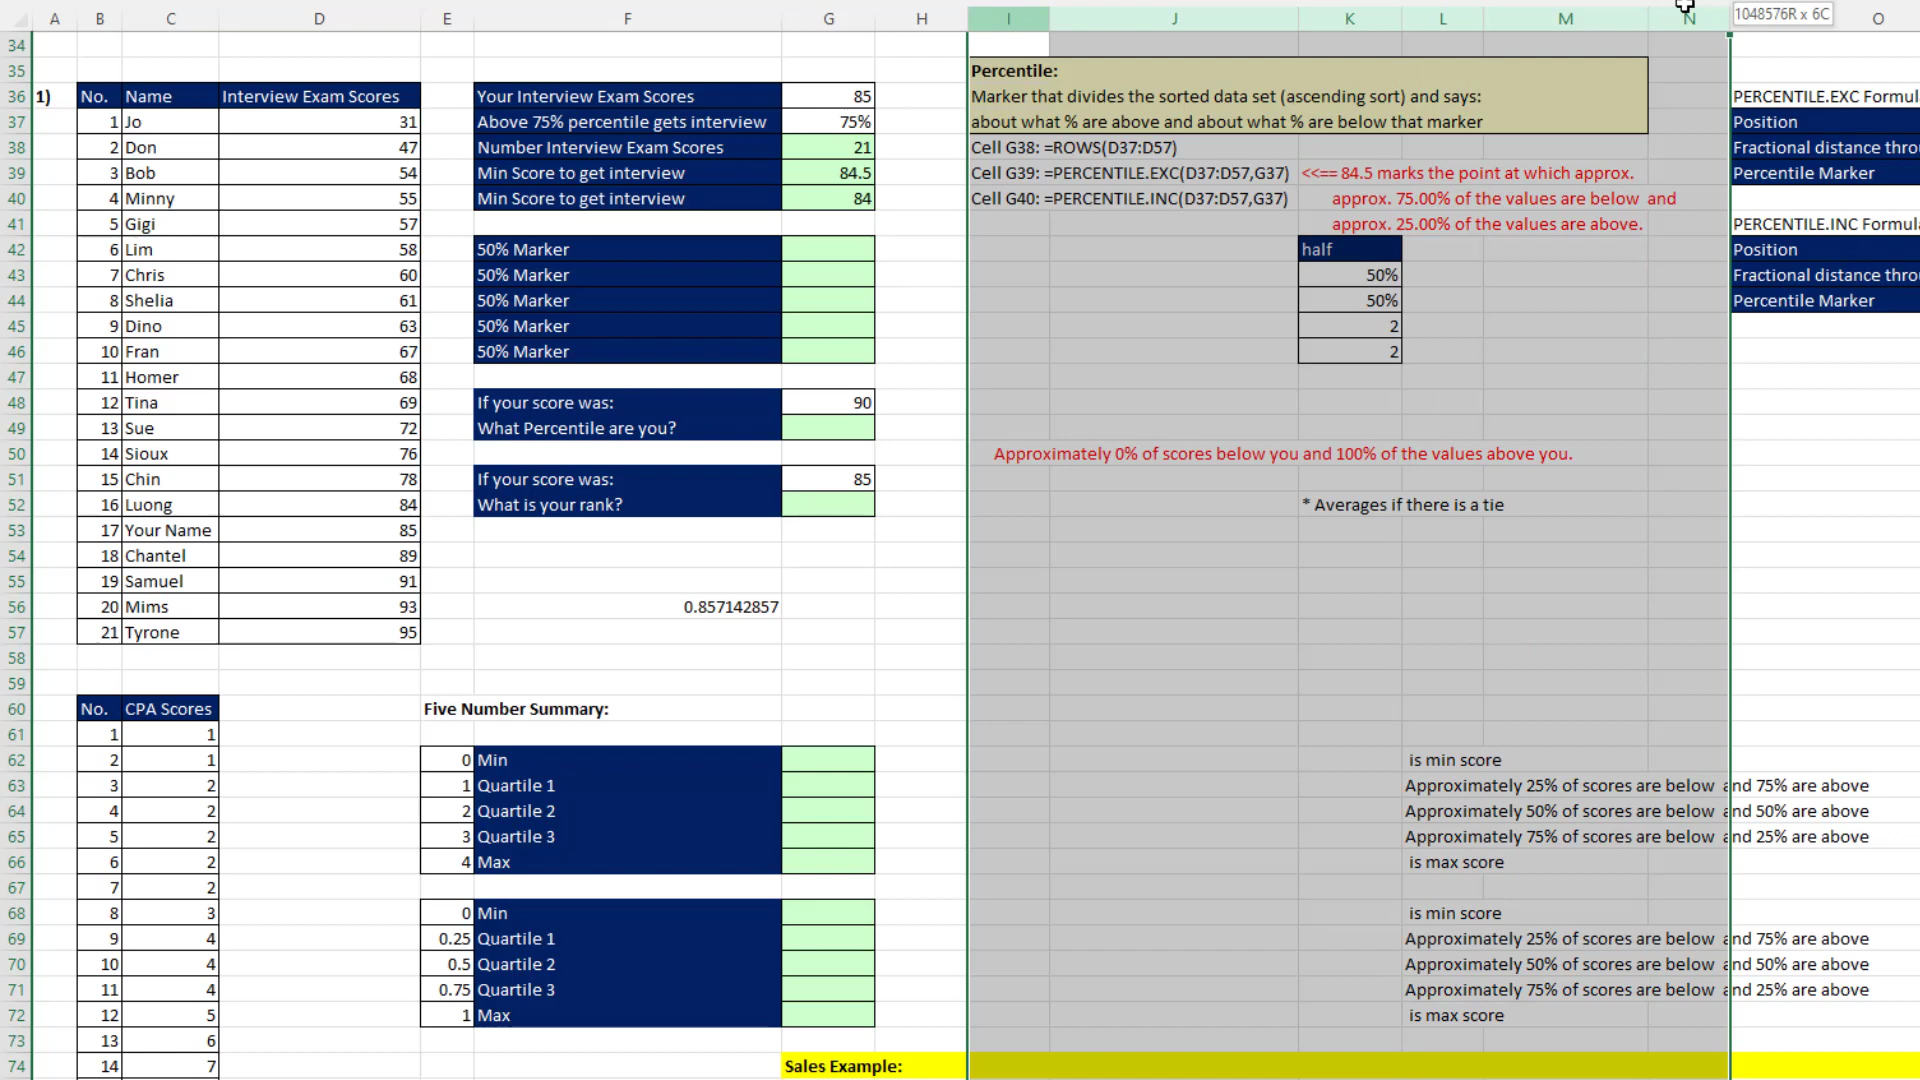 A B C D E F G H I J K L M N 1048576R x 6C O
34
35 Percentile:
36 1) No. Name Interview Exam Scores Your Interview Exam Scores 85 Marker that divides the sorted data set (ascending sort) and says: PERCENTILE.EXC Formul
37 1 Jo 31 Above 75% percentile gets interview 75% about what % are above and about what % are below that marker Position
38 2 Don 47 Number Interview Exam Scores 21 Cell G38: =ROWS(D37:D57) Fractional distance thro
39 3 Bob 54 Min Score to get interview 84.5 Cell G39: =PERCENTILE.EXC(D37:D57,G37) <<== 84.5 marks the point at which approx. Percentile Marker
40 4 Minny 55 Min Score to get interview 84 Cell G40: =PERCENTILE.INC(D37:D57,G37) approx. 75.00% of the values are below and
41 5 Gigi 57 approx. 25.00% of the values are above. PERCENTILE.INC Formul
42 6 Lim 58 50% Marker half Position
43 7 Chris 60 50% Marker 50% Fractional distance thro
44 8 Shelia 61 50% Marker 50% Percentile Marker
45 9 Dino 63 50% Marker 2
46 10 Fran 67 50% Marker 2
47 11 Homer 68
48 12 Tina 69 If your score was: 90
49 13 Sue 72 What Percentile are you?
50 14 Sioux 76 Approximately 0% of scores below you and 100% of the values above you.
51 15 Chin 78 If your score was: 85
52 16 Luong 84 What is your rank? * Averages if there is a tie
53 17 Your Name 85
54 18 Chantel 89
55 19 Samuel 91
56 20 Mims 93 0.857142857
57 21 Tyrone 95
58
59
60 No. CPA Scores Five Number Summary:
61 1 1
62 2 1 0 Min is min score
63 3 2 1 Quartile 1 Approximately 25% of scores are below and 75% are above
64 4 2 2 Quartile 2 Approximately 50% of scores are below and 50% are above
65 5 2 3 Quartile 3 Approximately 75% of scores are below and 25% are above
66 6 2 4 Max is max score
67 7 2
68 8 3 0 Min is min score
69 9 4 0.25 Quartile 1 Approximately 25% of scores are below and 75% are above
70 10 4 0.5 Quartile 2 Approximately 50% of scores are below and 50% are above
71 11 4 0.75 Quartile 3 Approximately 75% of scores are below and 25% are above
72 12 5 1 Max is max score
73 13 6
74 14 7 Sales Example: